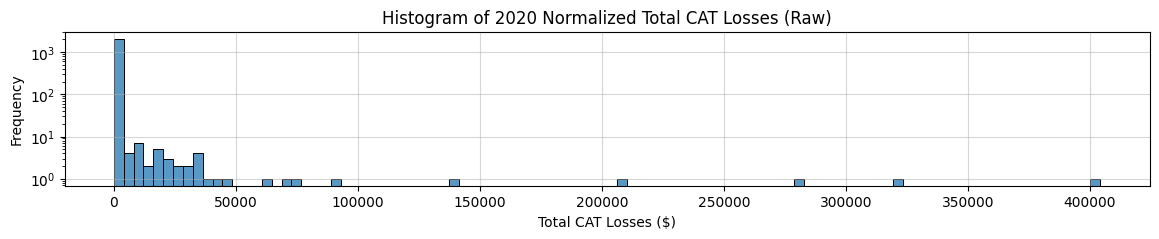 Histogram of 2020 Normalized Total CAT Losses (Raw)
Frequency
10³
10²
10¹
10⁰
0 50000 100000 150000 200000 250000 300000 350000 400000
Total CAT Losses ($)